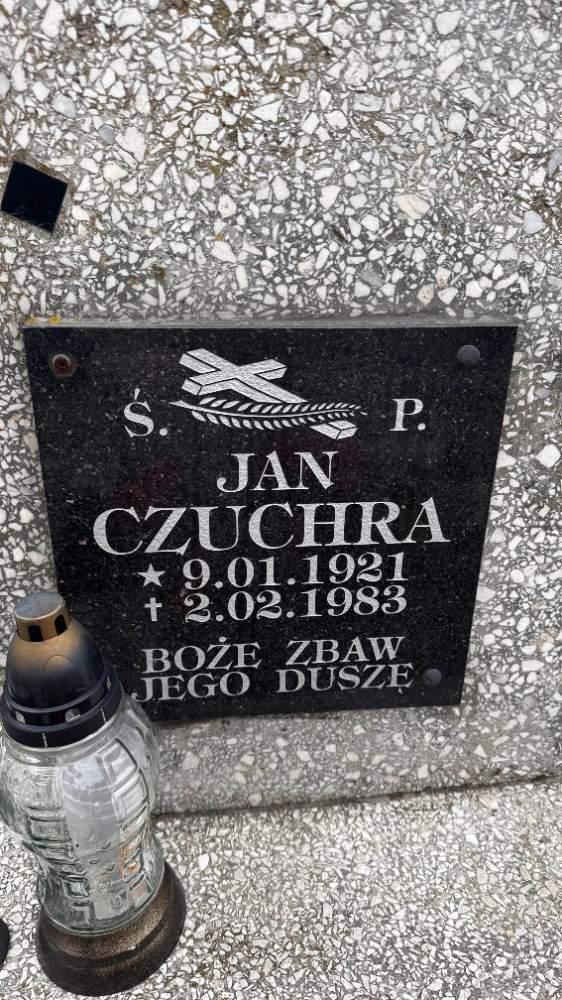 Ś. P.
JAN
CZUCHRA
★ 9.01.1921
✝ 2.02.1983
BOŻE ZBAW
JEGO DUSZĘ